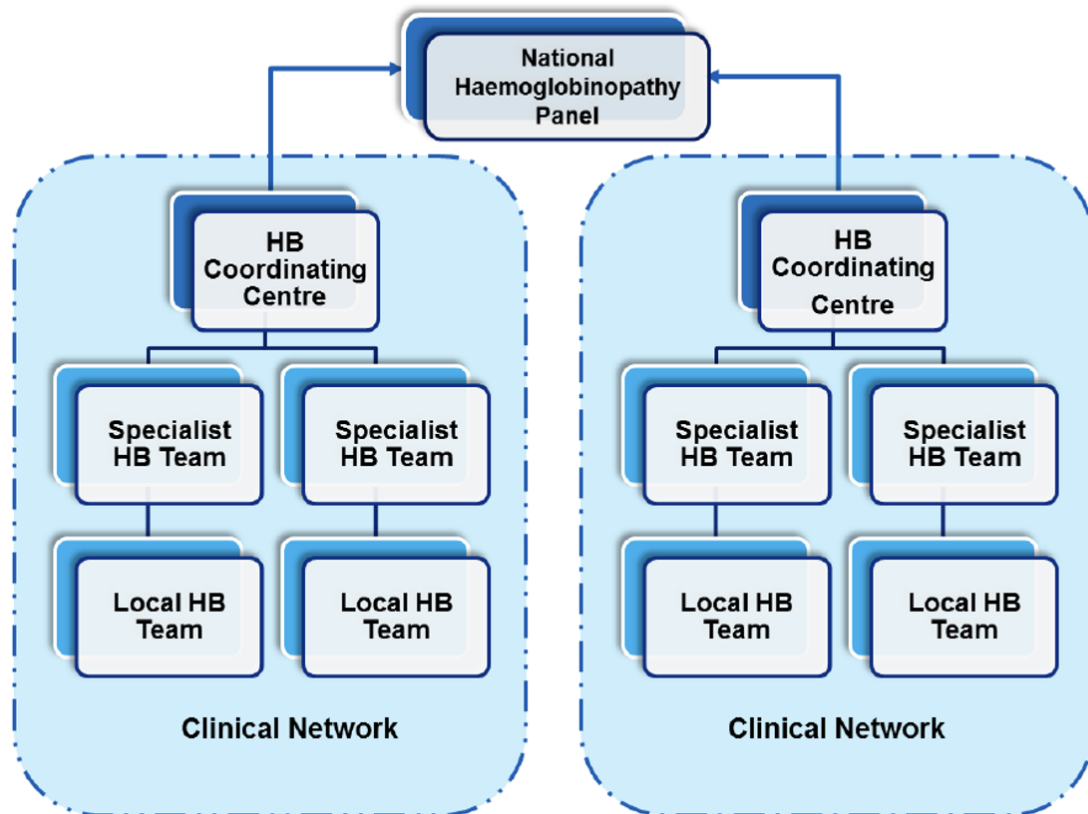 National
Haemoglobinopathy
Panel
HB
Coordinating
Centre
Specialist
HB Team
Specialist
HB Team
Local HB
Team
Local HB
Team
Clinical Network
HB
Coordinating
Centre
Specialist
HB Team
Specialist
HB Team
Local HB
Team
Local HB
Team
Clinical Network